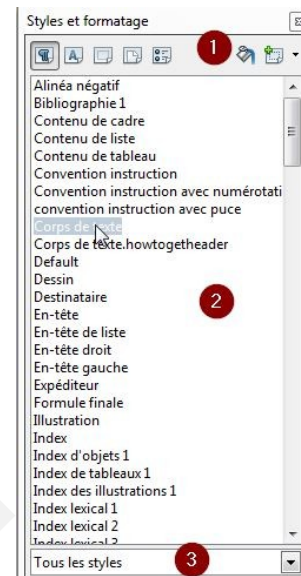 Styles et formatage
1
Alinéa négatif
Bibliographie 1
Contenu de cadre
Contenu de liste
Contenu de tableau
Convention instruction
Convention instruction avec numérotati
convention instruction avec puce
Corps de texte
Corps de texte.howtogetheader
Default
Dessin
Destinataire
En-tête
2
En-tête de liste
En-tête droit
En-tête gauche
Expéditeur
Formule finale
Illustration
Index
Index d'objets 1
Index de tableaux 1
Index des illustrations 1
Index lexical 1
Index lexical 2
Index lexical 3
Tous les styles 3